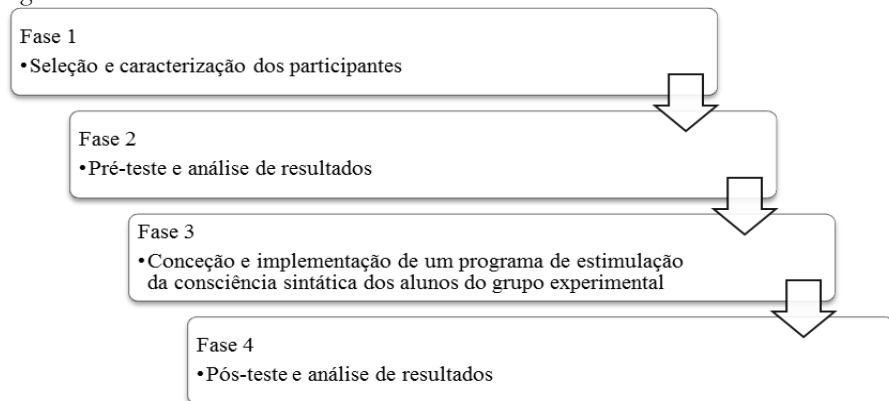 Fase 1
•Seleção e caracterização dos participantes
Fase 2
•Pré-teste e análise de resultados
Fase 3
•Conceção e implementação de um programa de estimulação
da consciência sintática dos alunos do grupo experimental
Fase 4
•Pós-teste e análise de resultados